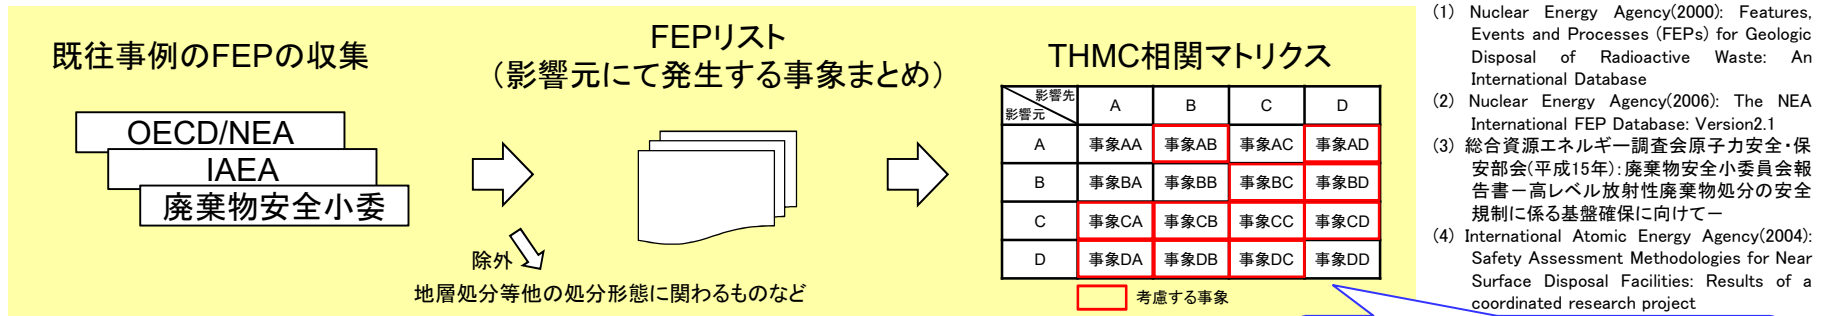 既往事例のFEPの収集
OECD/NEA
IAEA
廃棄物安全小委
除外
地層処分等他の処分形態に関わるものなど
FEPリスト
（影響元にて発生する事象まとめ）
THMC相関マトリクス
影響先
影響元
A B C D
A 事象AA 事象AB 事象AC 事象AD
B 事象BA 事象BB 事象BC 事象BD
C 事象CA 事象CB 事象CC 事象CD
D 事象DA 事象DB 事象DC 事象DD
考慮する事象
(1) Nuclear Energy Agency(2000): Features,
Events and Processes (FEPs) for Geologic
Disposal of Radioactive Waste: An
International Database
(2) Nuclear Energy Agency(2006): The NEA
International FEP Database: Version2.1
(3) 総合資源エネルギー調査会原子力安全・保
安部会(平成15年)：廃棄物安全小委員会報
告書－高レベル放射性廃棄物処分の安全
規制に係る基盤確保に向けて－
(4) International Atomic Energy Agency(2004):
Safety Assessment Methodologies for Near
Surface Disposal Facilities: Results of a
coordinated research project